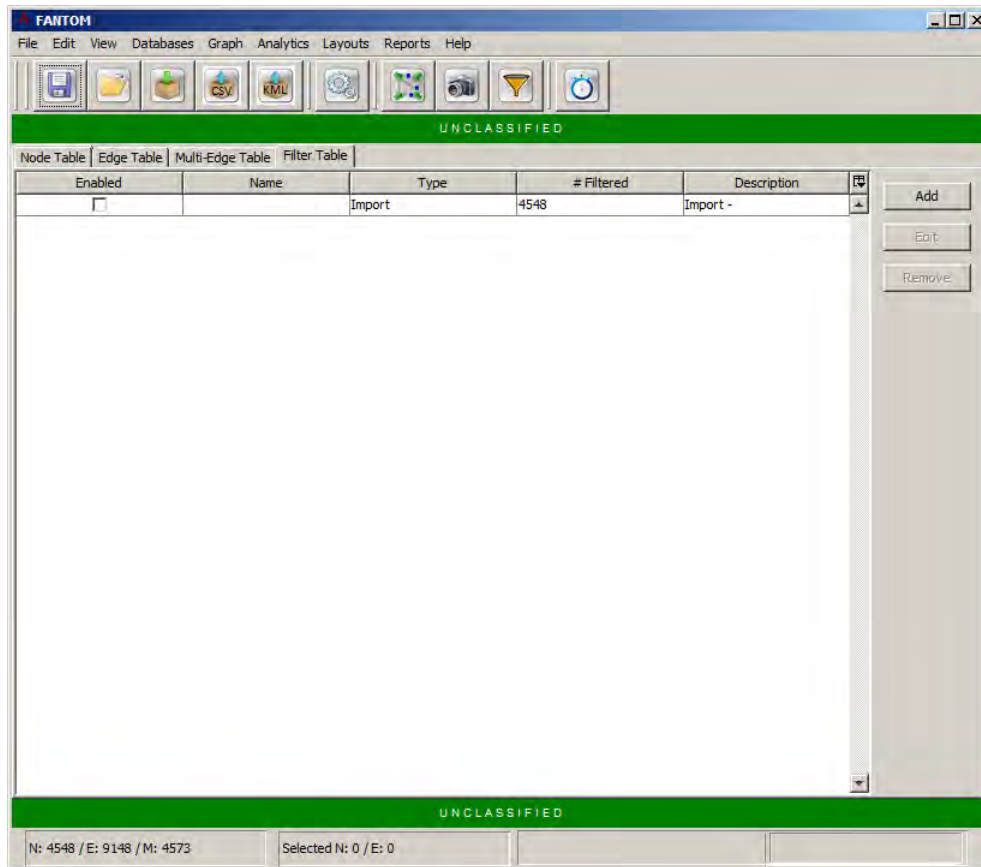 FANTOM
File Edit View Databases Graph Analytics Layouts Reports Help
CSV KML
UNCLASSIFIED
Node Table Edge Table Multi-Edge Table Filter Table
Enabled Name Type # Filtered Description
Import 4548 Import -
Add
Edit
Remove
UNCLASSIFIED
N: 4548 / E: 9148 / M: 4573 Selected N: 0 / E: 0